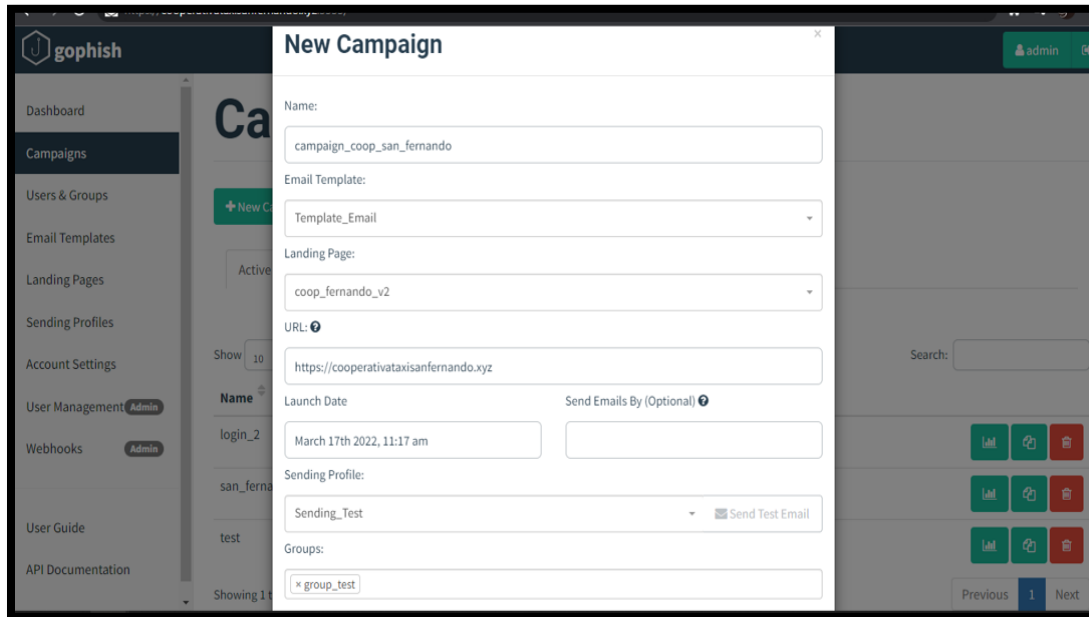 gophish
New Campaign
×
admin
Dashboard
Campaigns
Users & Groups
Email Templates
Landing Pages
Sending Profiles
Account Settings
User Management Admin
Webhooks Admin
User Guide
API Documentation
Ca
+ New Ca
Active
Show 10
Search:
Name
login_2
san_ferna
test
Showing 1 t
Previous 1 Next
Name:
campaign_coop_san_fernando
Email Template:
Template_Email
Landing Page:
coop_fernando_v2
URL: ?
https://cooperativataxisanfernando.xyz
Launch Date
Send Emails By (Optional) ?
March 17th 2022, 11:17 am
Sending Profile:
Sending_Test
Send Test Email
Groups:
× group_test